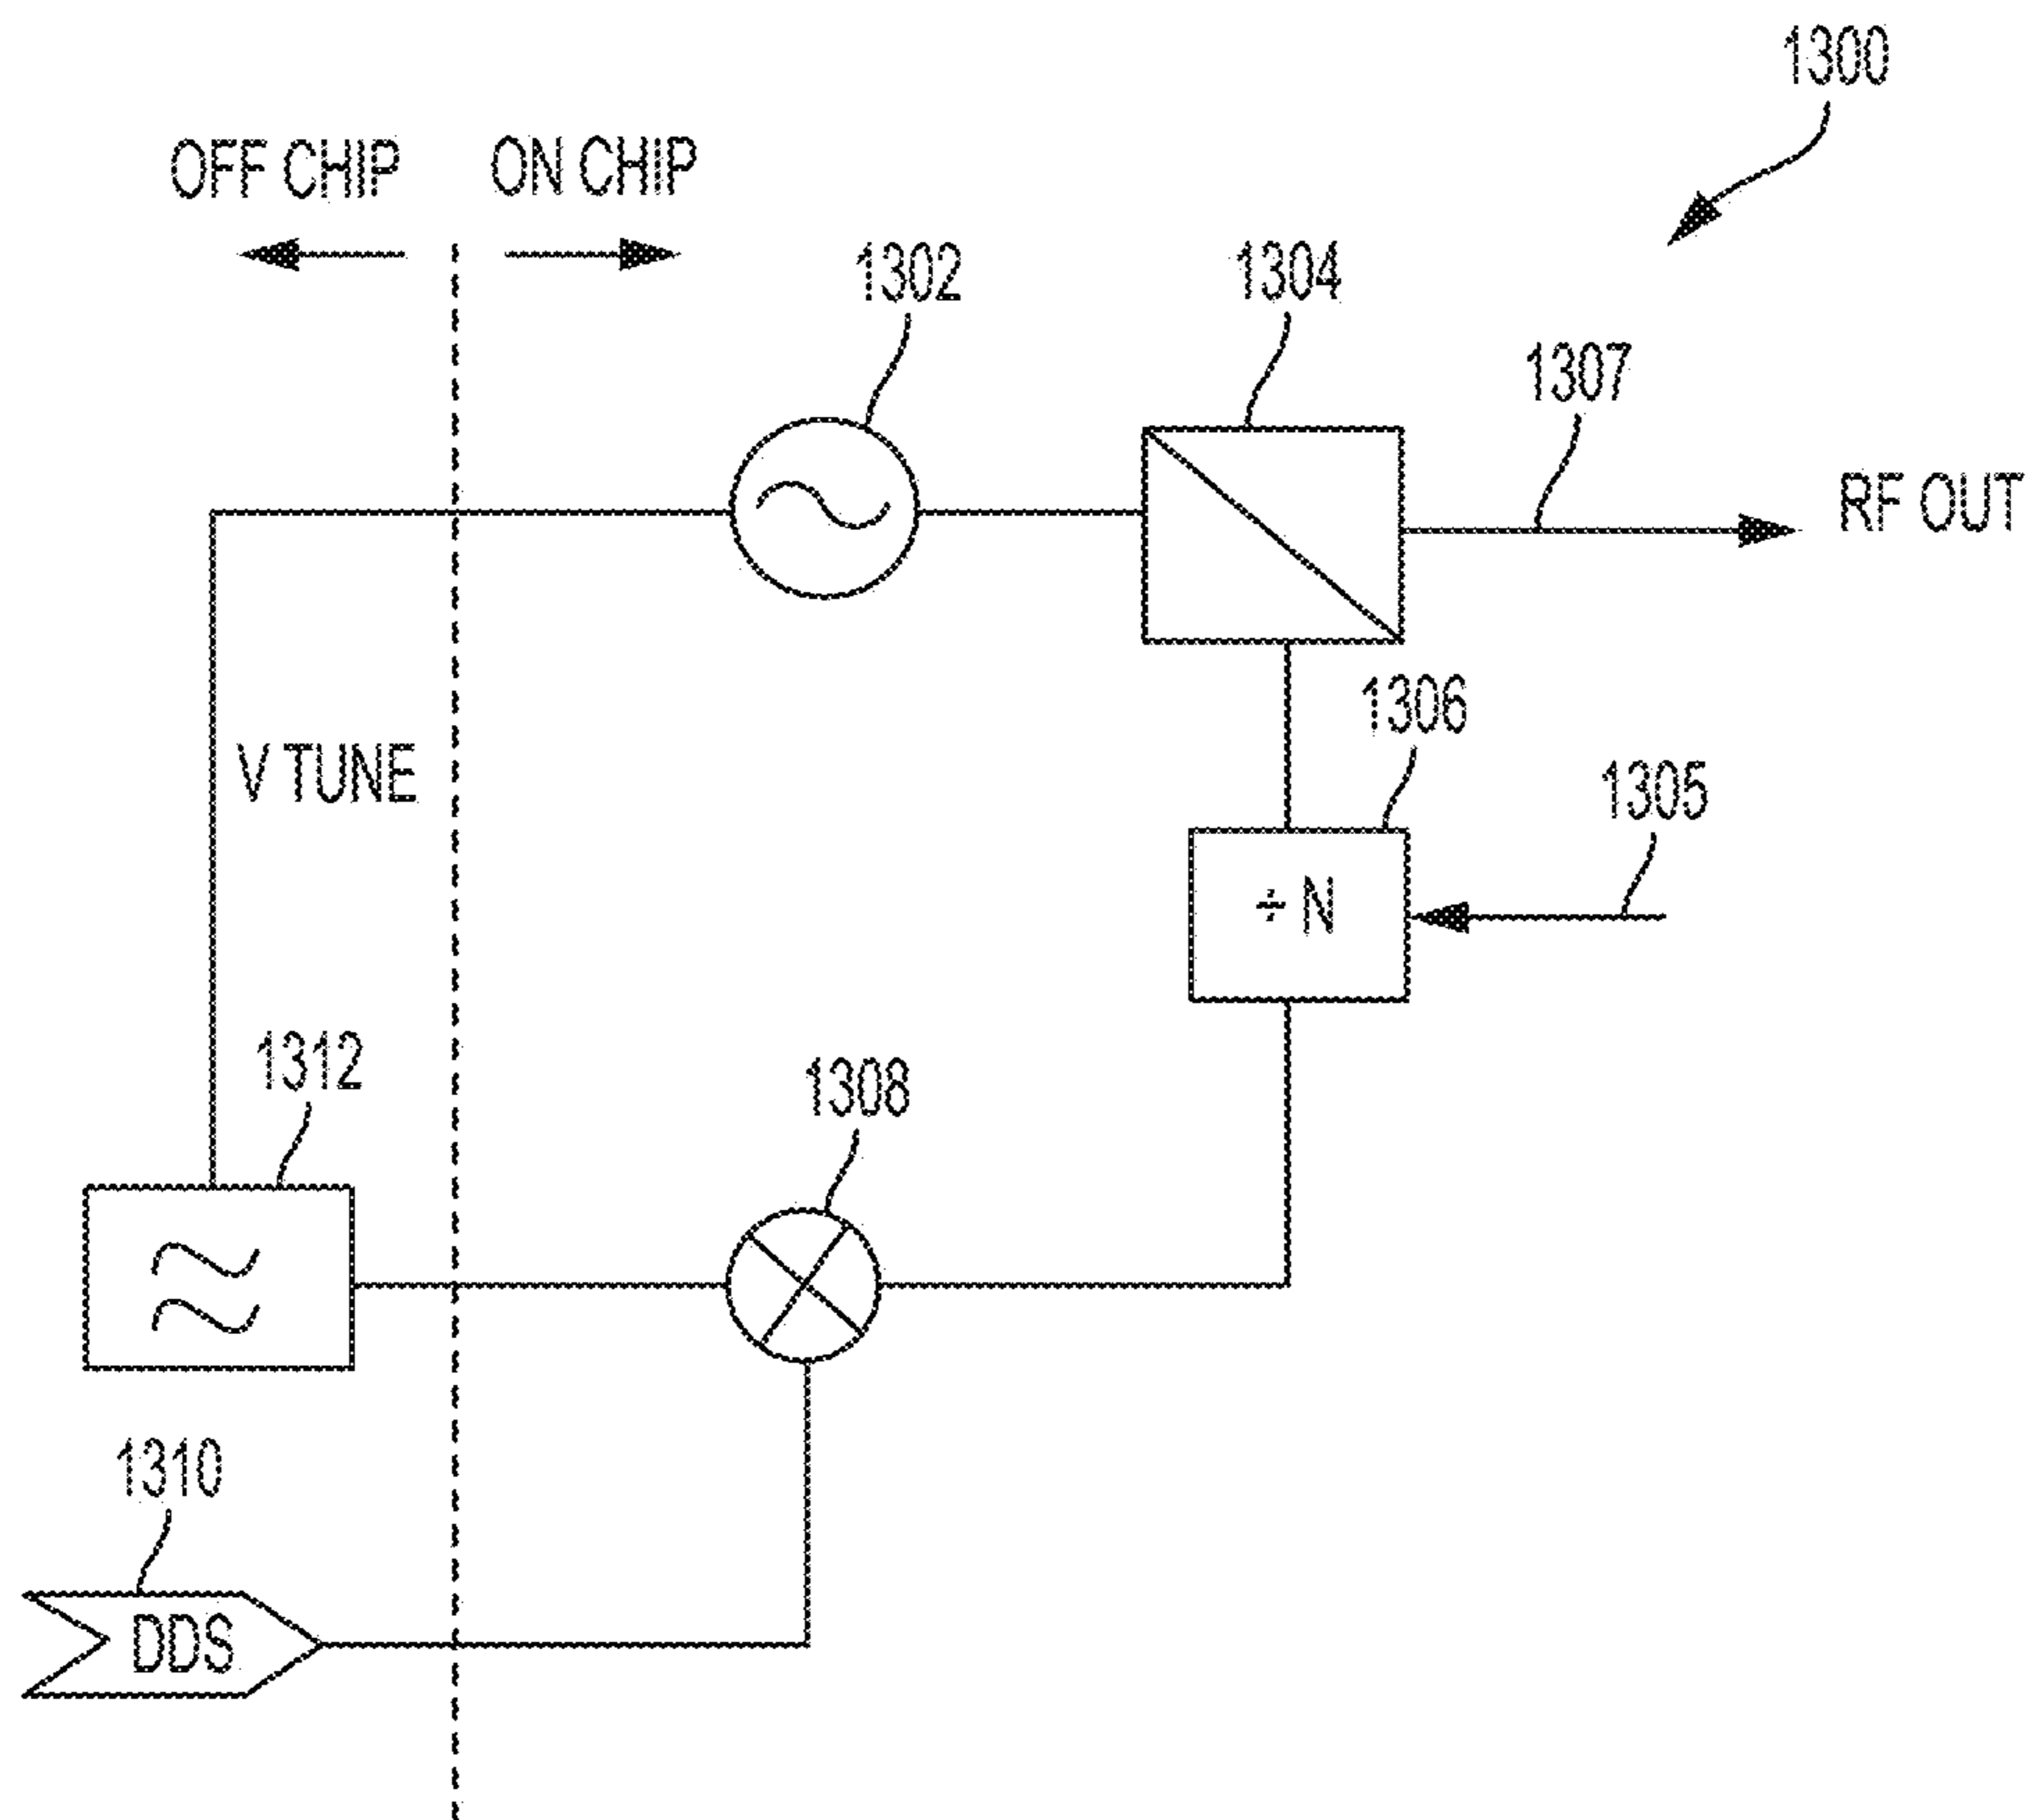 1300
OFF CHIP
ON CHIP
1302
1304
1307
RF OUT
V TUNE
1306
1305
÷ N
1312
1308
1310
DDS